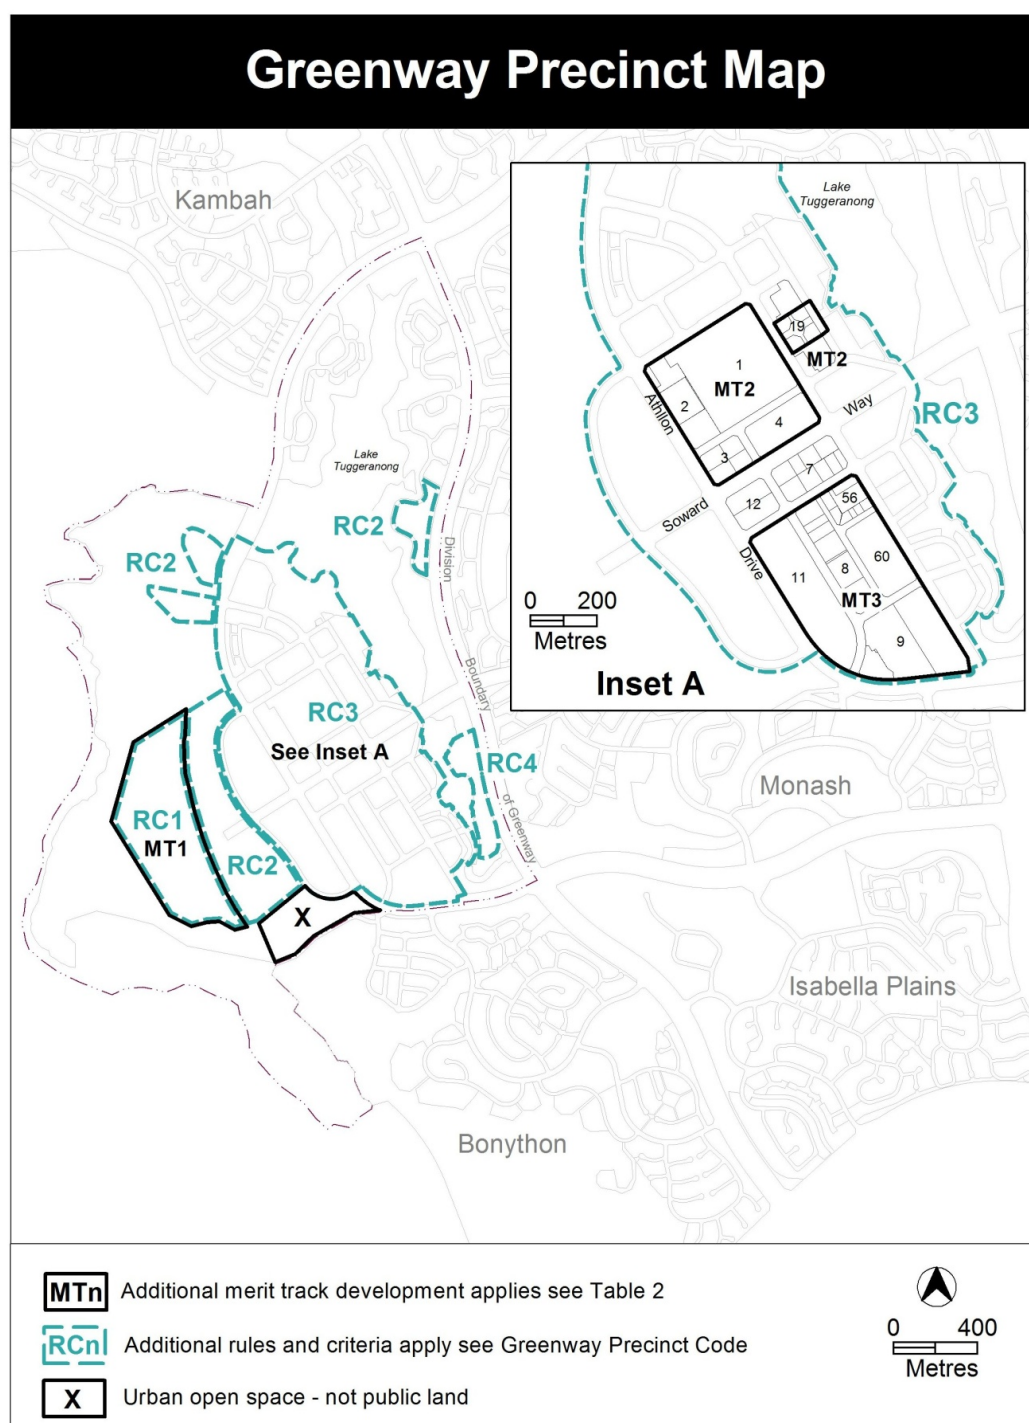 Greenway Precinct Map
Kambah
Lake
Tuggeranong
RC2
RC2
Division
Boundary
of Greenway
RC3
See Inset A
RC4
RC1
MT1
RC2
X
Monash
Isabella Plains
Bonython
Lake
Tuggeranong
19
MT2
1
MT2
2
Athllon
4
3
Way
RC3
7
12
Soward
56
Drive
11
8
60
MT3
9
0 200
Metres
Inset A
MTn Additional merit track development applies see Table 2
RCn Additional rules and criteria apply see Greenway Precinct Code
X Urban open space - not public land
0 400
Metres